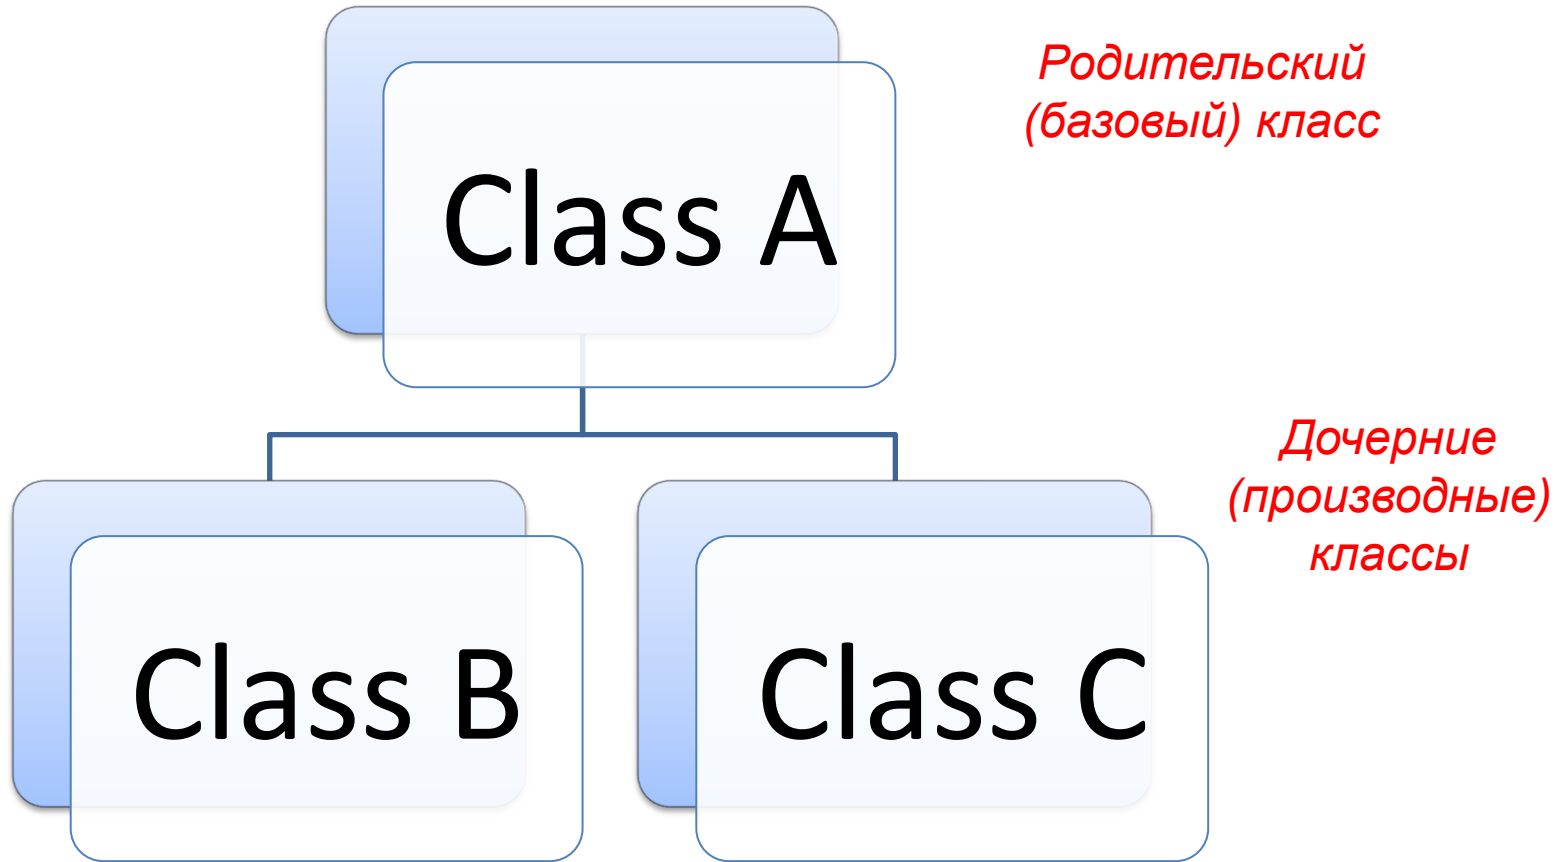 Родительский
(базовый) класс
Class A
Дочерние
(производные)
классы
Class B
Class C